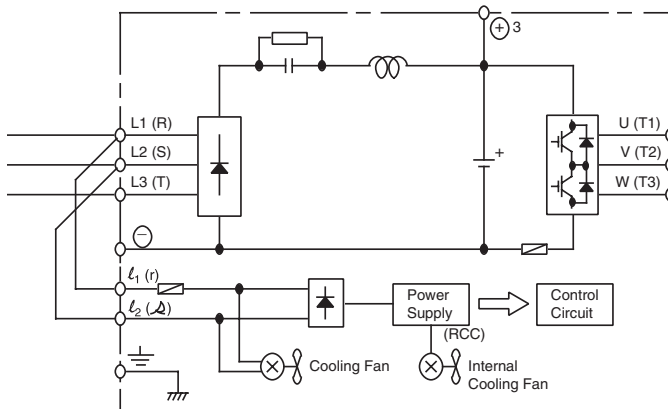 + 3
L1 (R)
L2 (S)
L3 (T)
+
U (T1)
V (T2)
W (T3)
−
ℓ1 (r)
ℓ2 (s)
Power
Supply
(RCC)
Control
Circuit
Cooling Fan
Internal
Cooling Fan